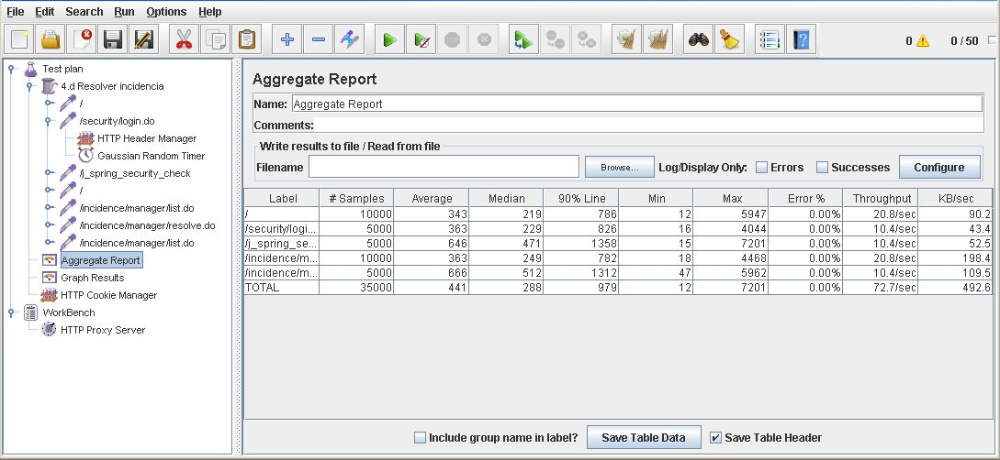 File Edit Search Run Options Help
0 0 / 50
Test plan
4.d Resolver incidencia
/
/security/login.do
HTTP Header Manager
Gaussian Random Timer
/j_spring_security_check
/
/incidence/manager/list.do
/incidence/manager/resolve.do
/incidence/manager/list.do
Aggregate Report
Graph Results
HTTP Cookie Manager
WorkBench
HTTP Proxy Server
Aggregate Report
Name: Aggregate Report
Comments:
Write results to file / Read from file
Filename Browse... Log/Display Only: Errors Successes Configure
Label # Samples Average Median 90% Line Min Max Error % Throughput KB/sec
/ 10000 343 219 786 12 5947 0.00% 20.8/sec 90.2
/security/logi... 5000 363 229 826 16 4044 0.00% 10.4/sec 43.4
/j_spring_se... 5000 646 471 1358 15 7201 0.00% 10.4/sec 52.5
/incidence/m... 10000 363 249 782 18 4468 0.00% 20.8/sec 198.4
/incidence/m... 5000 666 512 1312 47 5962 0.00% 10.4/sec 109.5
TOTAL 35000 441 288 979 12 7201 0.00% 72.7/sec 492.6
Include group name in label? Save Table Data Save Table Header